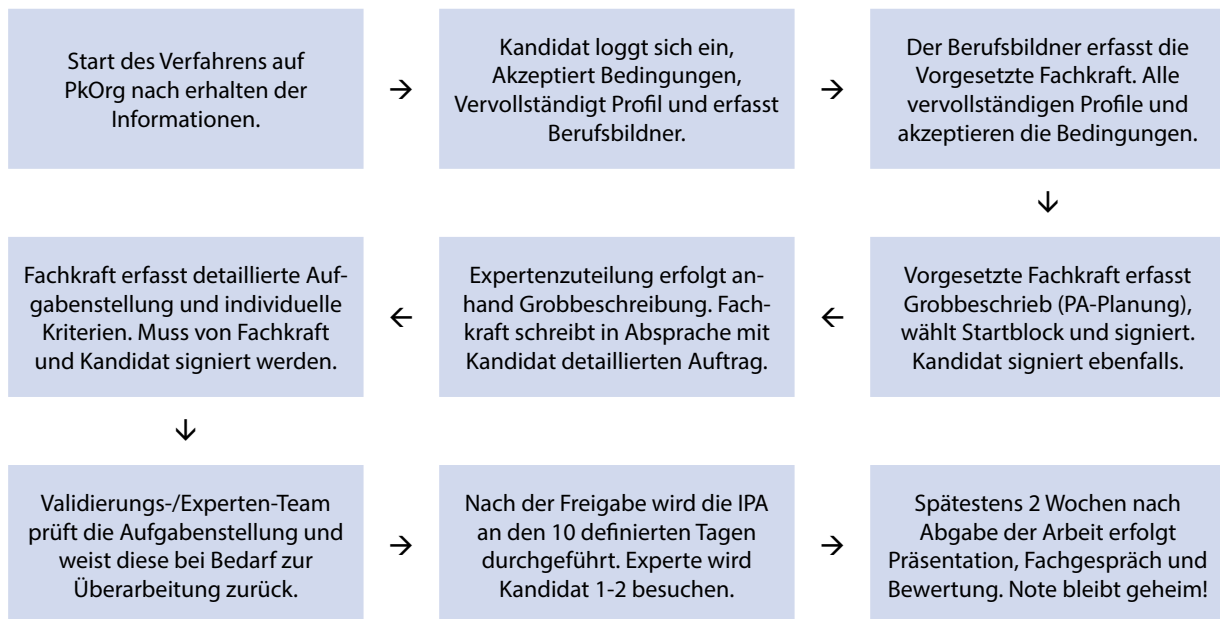 Start des Verfahrens auf
PkOrg nach erhalten der
Informationen.
→
Kandidat loggt sich ein,
Akzeptiert Bedingungen,
Vervollständigt Profil und erfasst
Berufsbildner.
→
Der Berufsbildner erfasst die
Vorgesetzte Fachkraft. Alle
vervollständigen Profile und
akzeptieren die Bedingungen.
↓
Vorgesetzte Fachkraft erfasst
Grobbeschrieb (PA-Planung),
wählt Startblock und signiert.
Kandidat signiert ebenfalls.
←
Expertenzuteilung erfolgt an-
hand Grobbeschreibung. Fach-
kraft schreibt in Absprache mit
Kandidat detaillierten Auftrag.
←
Fachkraft erfasst detaillierte Auf-
gabenstellung und individuelle
Kriterien. Muss von Fachkraft
und Kandidat signiert werden.
↓
Validierungs-/Experten-Team
prüft die Aufgabenstellung und
weist diese bei Bedarf zur
Überarbeitung zurück.
→
Nach der Freigabe wird die IPA
an den 10 definierten Tagen
durchgeführt. Experte wird
Kandidat 1-2 besuchen.
→
Spätestens 2 Wochen nach
Abgabe der Arbeit erfolgt
Präsentation, Fachgespräch und
Bewertung. Note bleibt geheim!